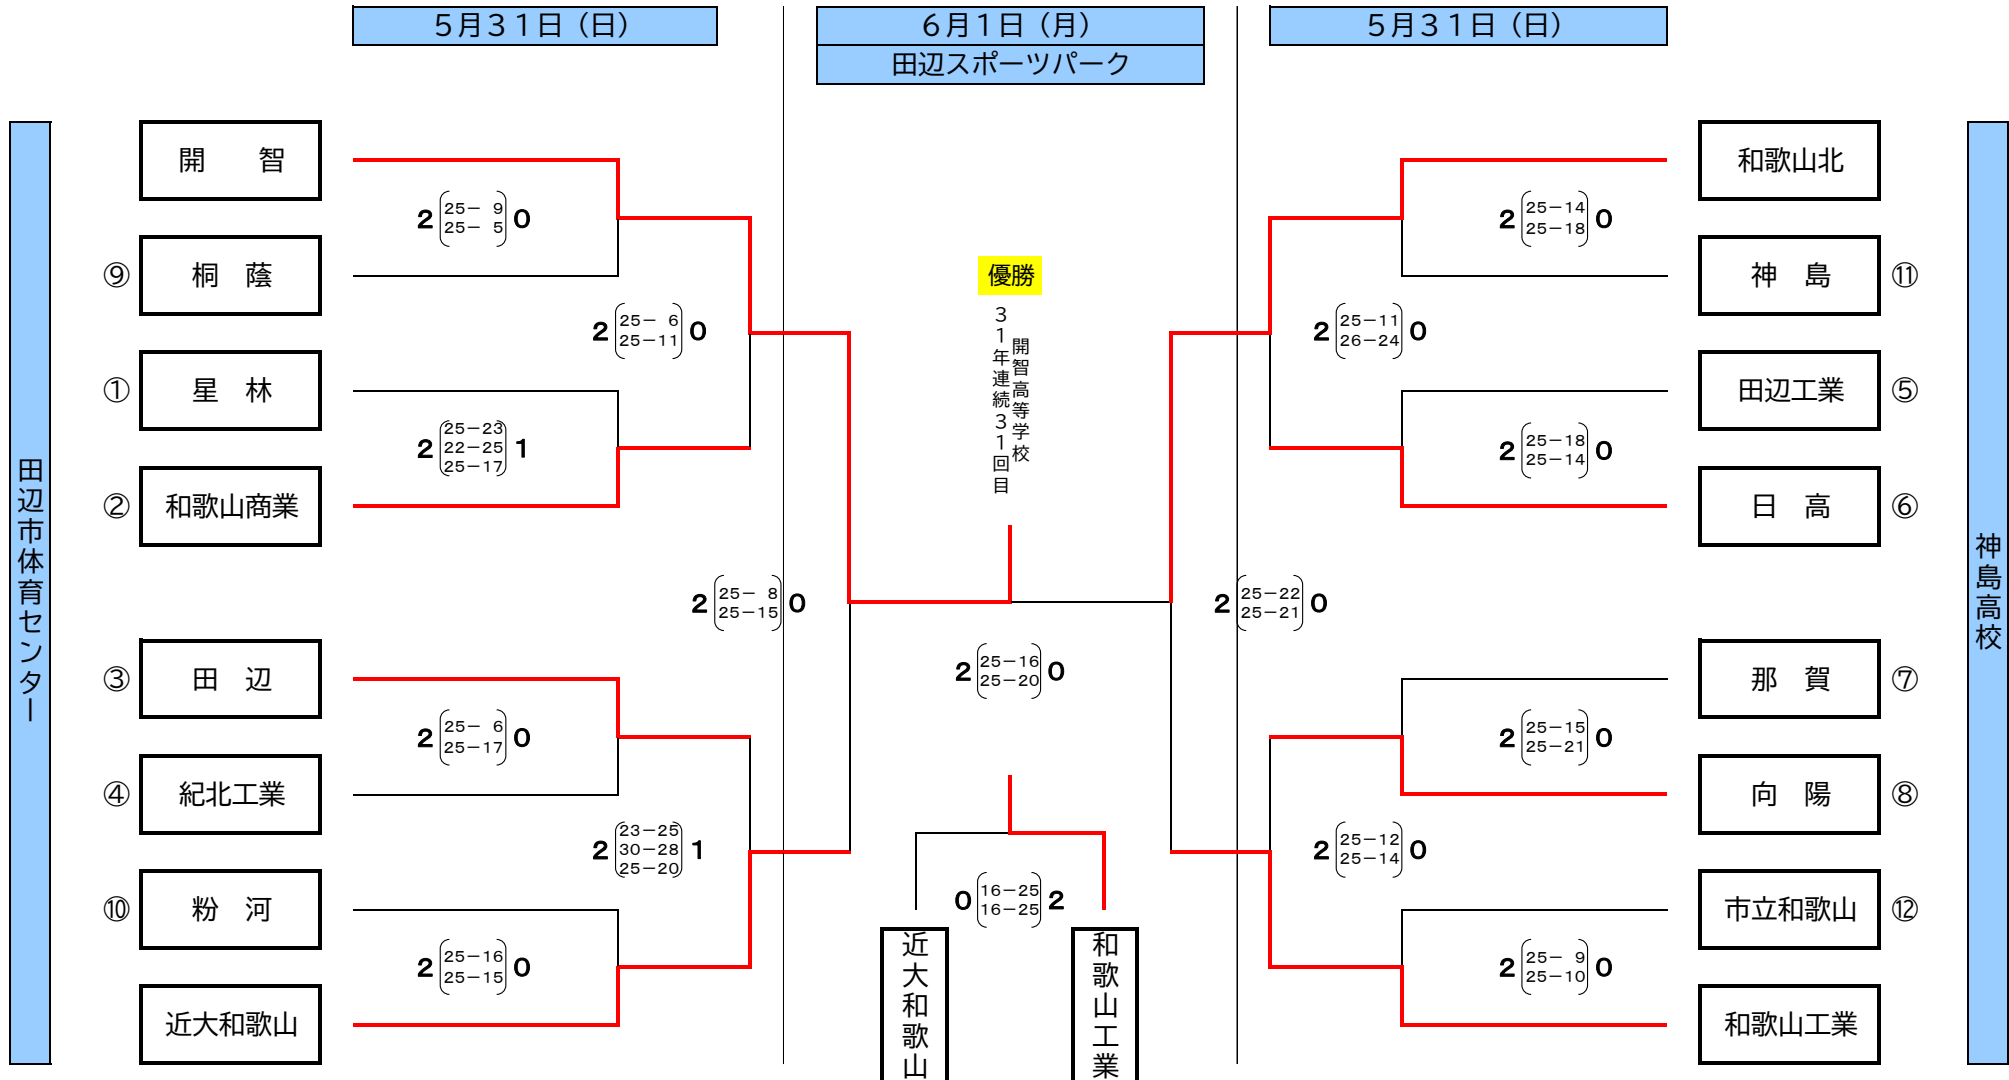 ５月３１日（日）
６月１日（月）
田辺スポーツパーク
５月３１日（日）
田辺市体育センター
開　　智
⑨ 桐　蔭
2 25－ 9 0
25－ 5
① 星　林
② 和歌山商業
2 25－23 1
22－25
25－17
2 25－ 6 0
25－11
③ 田　辺
④ 紀北工業
2 25－ 6 0
25－17
⑩ 粉　河
近大和歌山
2 25－16 0
25－15
2 23－25 1
30－28
25－20
2 25－ 8 0
25－15
優勝
開智高等学校
３１年連続３１回目
2 25－16 0
25－20
0 16－25 2
16－25
近大和歌山
和歌山工業
2 25－22 0
25－21
和歌山北
神　島 ⑪
2 25－14 0
25－18
田辺工業 ⑤
日　高 ⑥
2 25－18 0
25－14
2 25－11 0
26－24
那　賀 ⑦
向　陽 ⑧
2 25－15 0
25－21
市立和歌山 ⑫
和歌山工業
2 25－ 9 0
25－10
2 25－12 0
25－14
神島高校